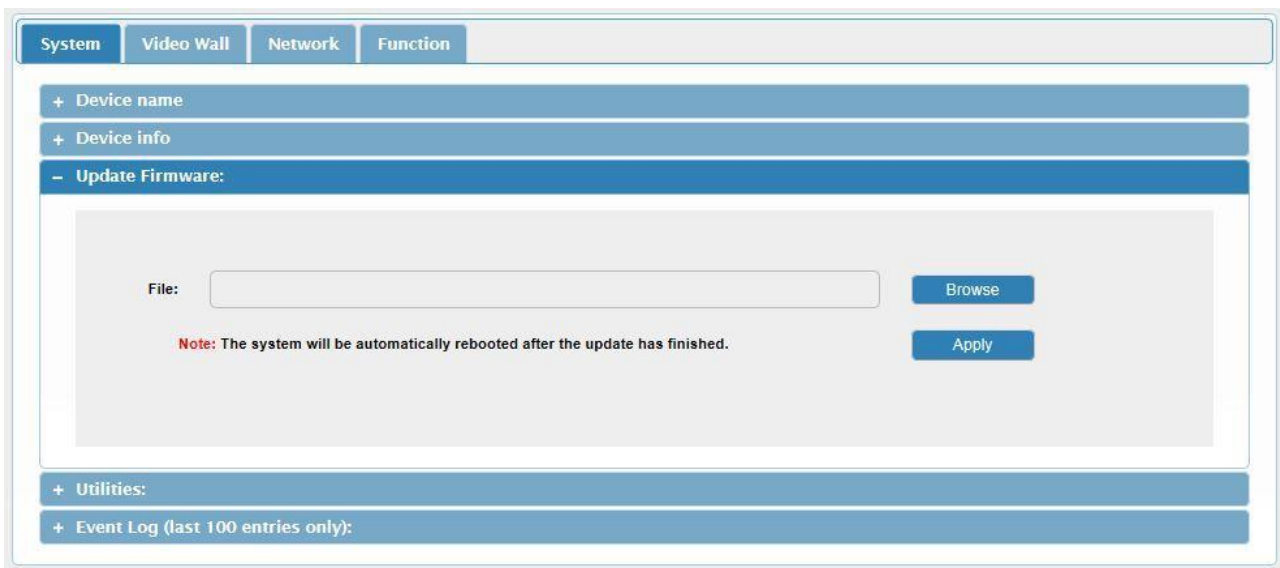 System Video Wall Network Function
+ Device name
+ Device info
– Update Firmware:
File: Browse
Note: The system will be automatically rebooted after the update has finished. Apply
+ Utilities:
+ Event Log (last 100 entries only):